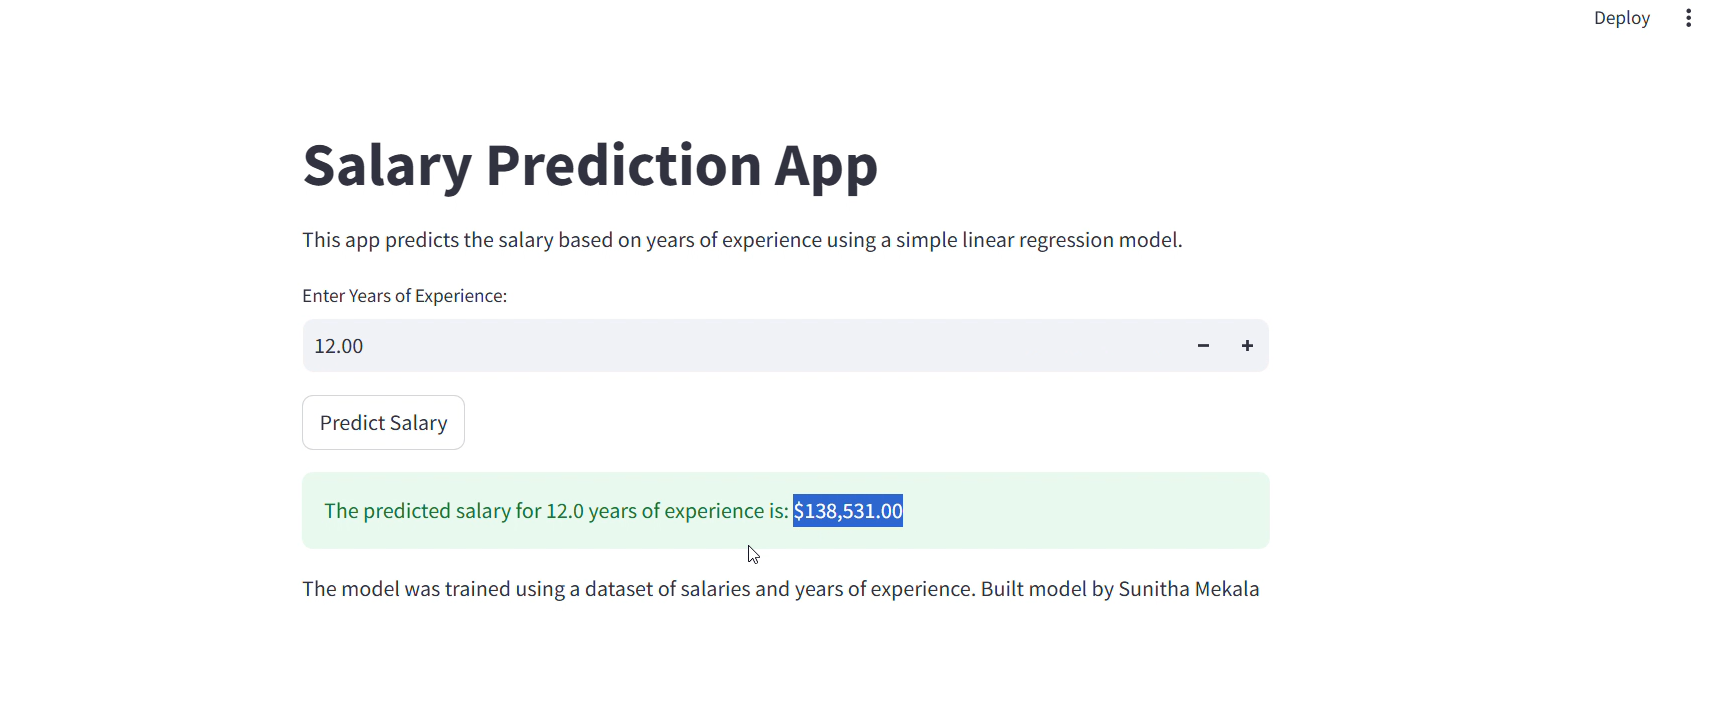 Deploy
Salary Prediction App
This app predicts the salary based on years of experience using a simple linear regression model.
Enter Years of Experience:
12.00
Predict Salary
The predicted salary for 12.0 years of experience is: $138,531.00
The model was trained using a dataset of salaries and years of experience. Built model by Sunitha Mekala